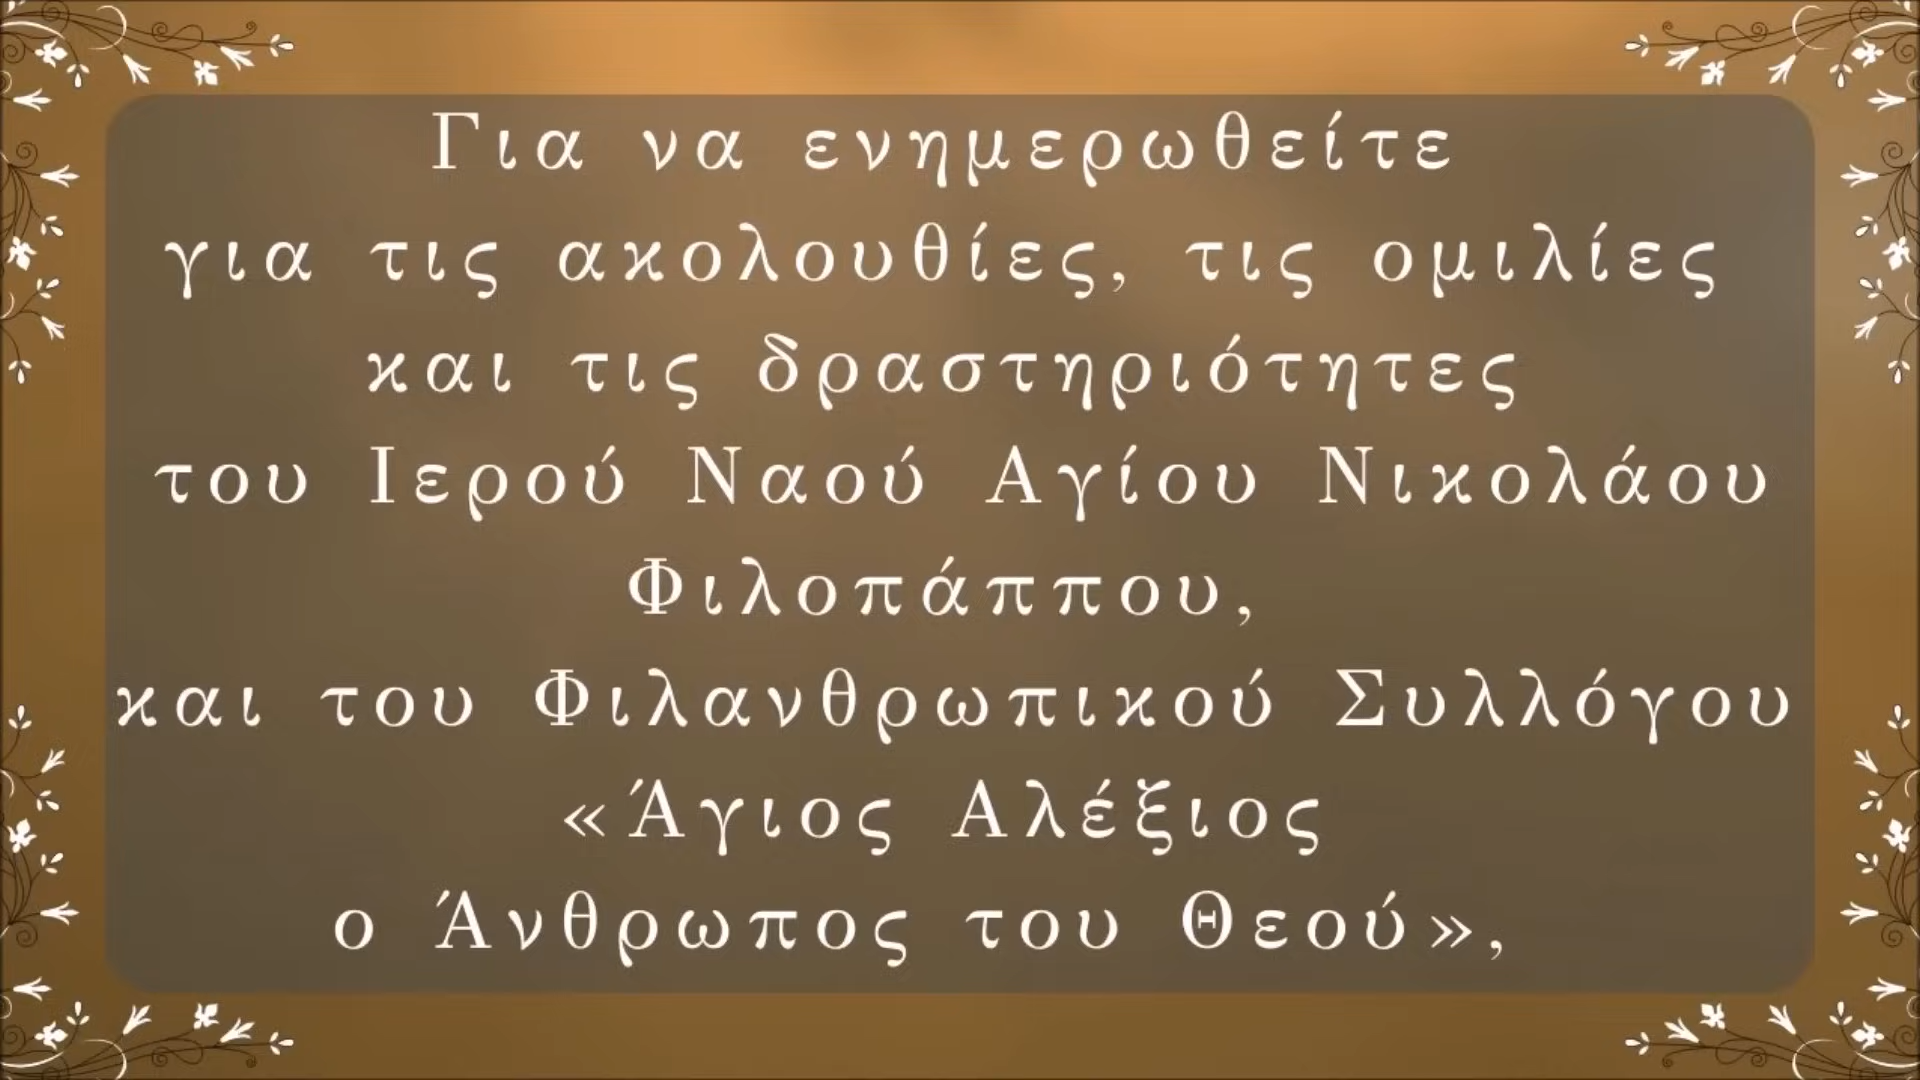 Για να ενημερωθείτε
για τις ακολουθίες, τις ομιλίες
και τις δραστηριότητες
του Ιερού Ναού Αγίου Νικολάου
Φιλοπάππου,
και του Φιλανθρωπικού Συλλόγου
«Άγιος Αλέξιος
ο Άνθρωπος του Θεού»,